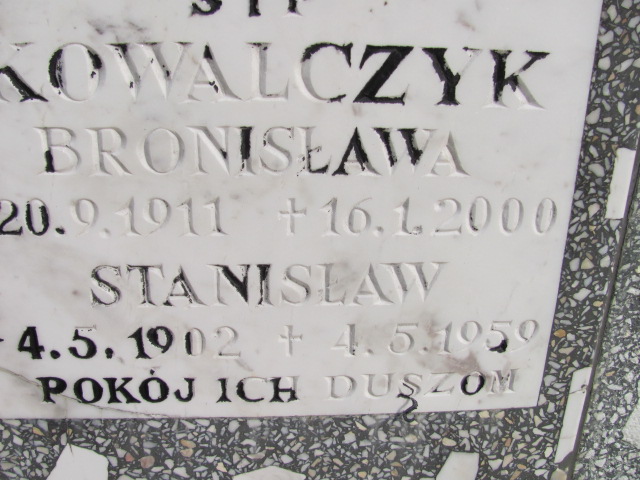 Ś†P
KOWALCZYK
BRONISŁAWA
20.9.1911 † 16.1.2000
STANISŁAW
4.5.1902 † 4.5.1959
POKÓJ ICH DUSZOM